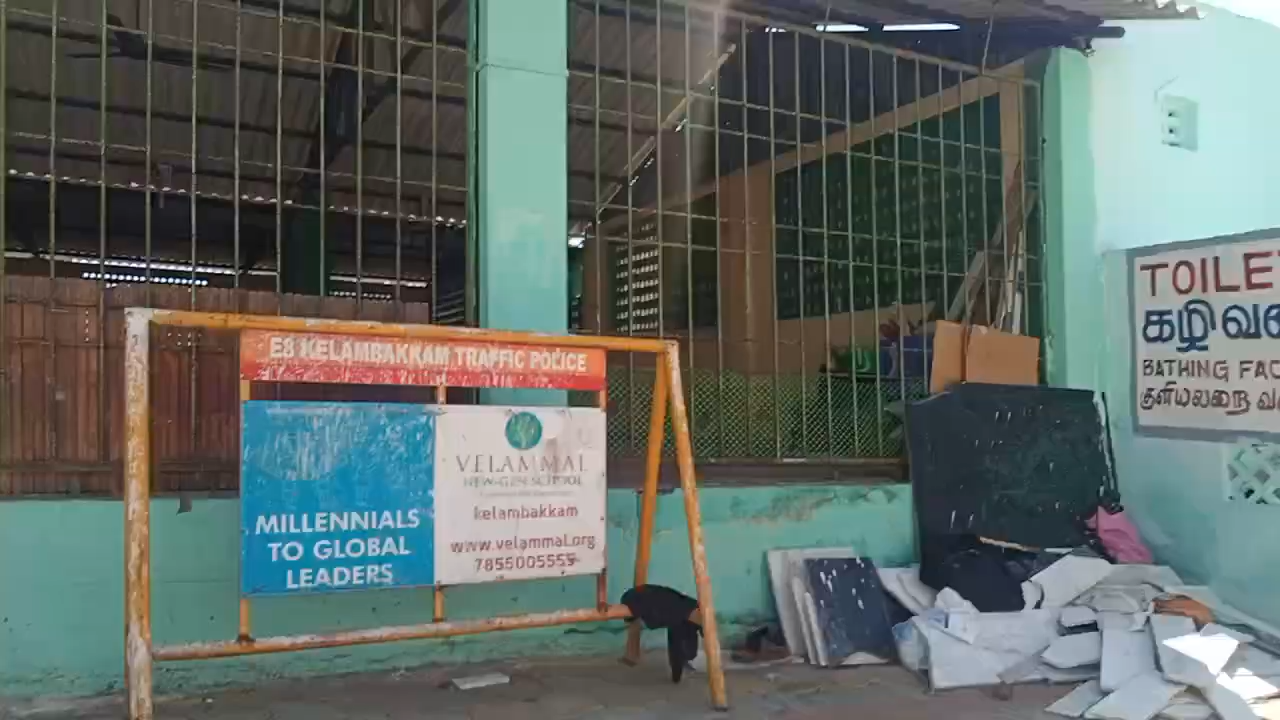 E8 KELAMBAKKAM TRAFFIC POLICE
MILLENNIALS
TO GLOBAL
LEADERS
VELAMMAL
NEW-GEN SCHOOL
kelambakkam
www.velammal.org
7855005555
TOILE
கழிவ
BATHING FAC
குளியலறை வ